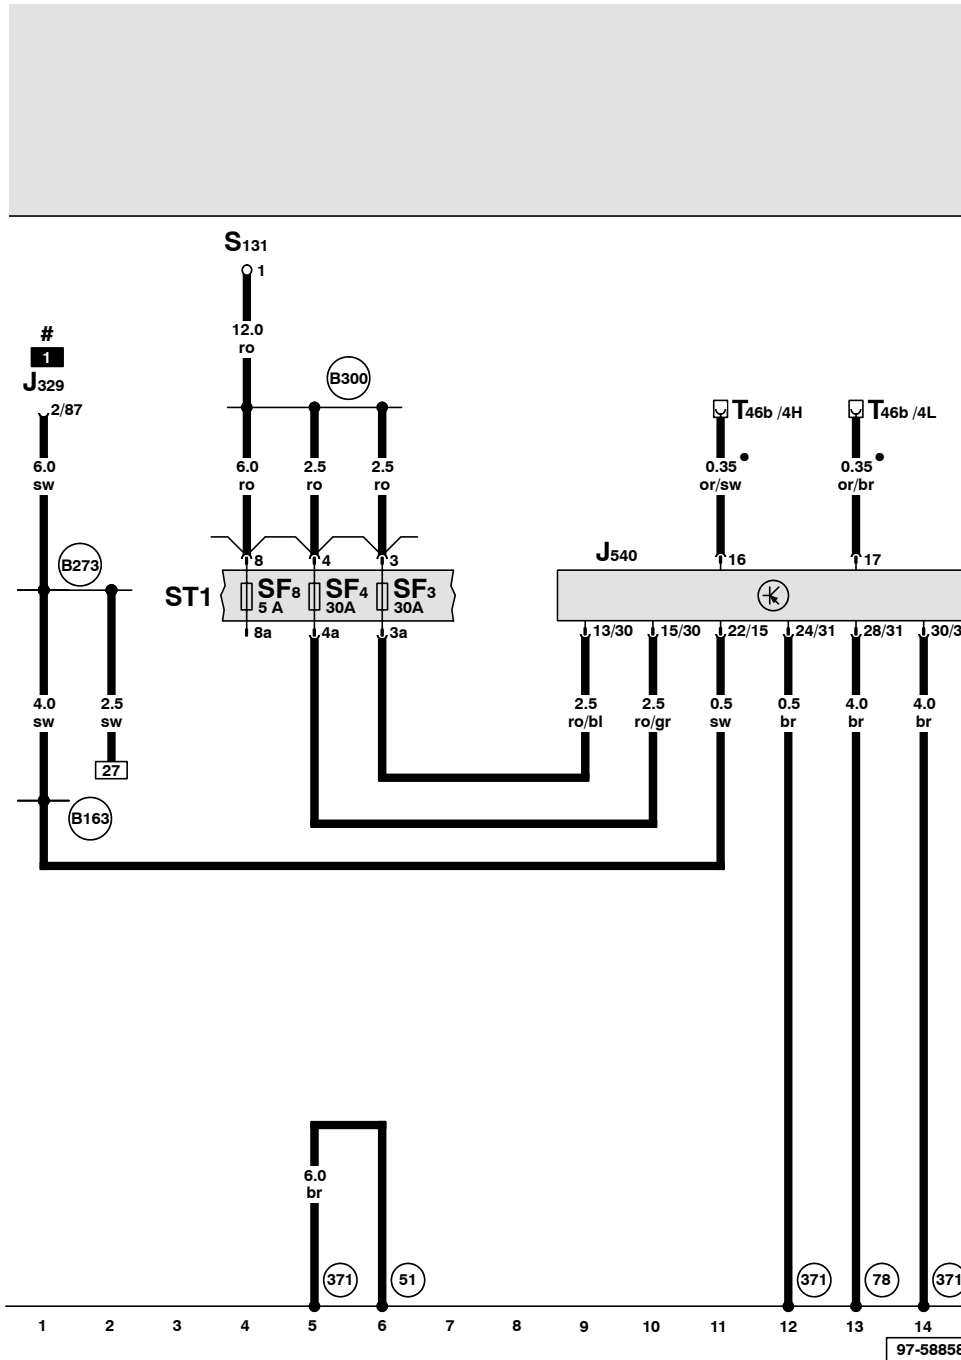 S131
1
12.0
ro
#
1
J329
2/87
B300
T46b /4H
T46b /4L
6.0
sw
6.0
ro
2.5
ro
2.5
ro
0.35
or/sw
0.35
or/br
B273
8
4
3
J540
16
17
ST1
SF8
5 A
SF4
30A
SF3
30A
8a
4a
3a
13/30
15/30
22/15
24/31
28/31
30/3
4.0
sw
2.5
sw
2.5
ro/bl
2.5
ro/gr
0.5
sw
0.5
br
4.0
br
4.0
br
27
B163
6.0
br
371
51
371
78
371
1 2 3 4 5 6 7 8 9 10 11 12 13 14
97-58858